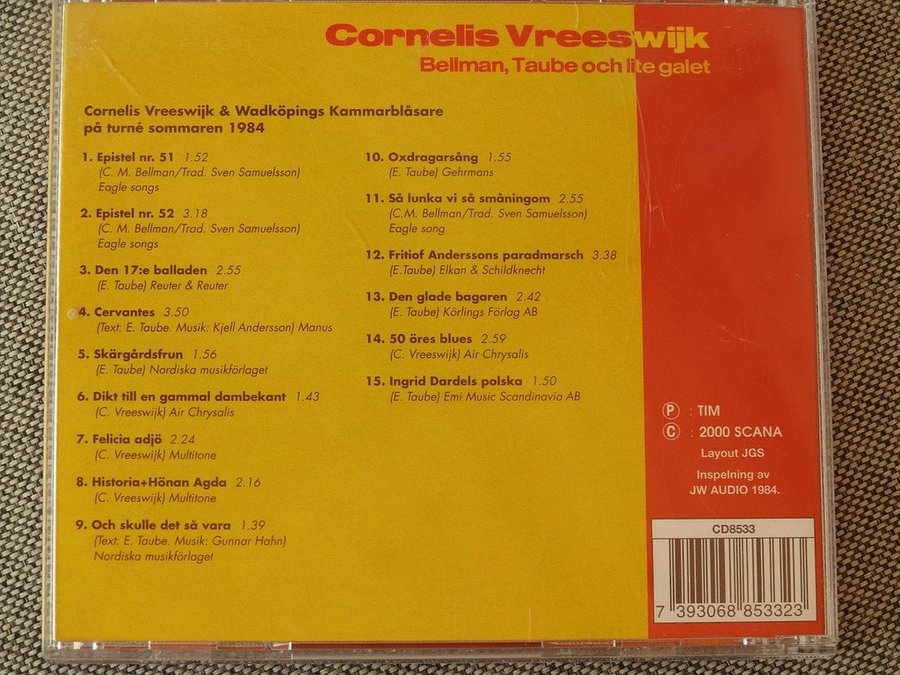 Cornelis Vreeswijk
Bellman, Taube och lite galet
Cornelis Vreeswijk & Wadköpings Kammarblåsare
på turné sommaren 1984
1. Epistel nr. 51 1.52
(C. M. Bellman/Trad. Sven Samuelsson)
Eagle songs
2. Epistel nr. 52 3.18
(C. M. Bellman/Trad. Sven Samuelsson)
Eagle songs
3. Den 17:e balladen 2.55
(E. Taube) Reuter & Reuter
4. Cervantes 3.50
(Text: E. Taube. Musik: Kjell Andersson) Manus
5. Skärgårdsfrun 1.56
(E. Taube) Nordiska musikförlaget
6. Dikt till en gammal dambekant 1.43
(C. Vreeswijk) Air Chrysalis
7. Felicia adjö 2.24
(C. Vreeswijk) Multitone
8. Historia+Hönan Agda 2.16
(C. Vreeswijk) Multitone
9. Och skulle det så vara 1.39
(Text: E. Taube. Musik: Gunnar Hahn)
Nordiska musikförlaget
10. Oxdragarsång 1.55
(E. Taube) Gehrmans
11. Så lunka vi så småningom 2.55
(C.M. Bellman/Trad. Sven Samuelsson)
Eagle song
12. Fritiof Anderssons paradmarsch 3.38
(E.Taube) Elkan & Schildknecht
13. Den glade bagaren 2.42
(E. Taube) Körlings Förlag AB
14. 50 öres blues 2.59
(C. Vreeswijk) Air Chrysalis
15. Ingrid Dardels polska 1.50
(E. Taube) Emi Music Scandinavia AB
Ⓟ : TIM
Ⓒ : 2000 SCANA
Layout JGS
Inspelning av
JW AUDIO 1984.
CD8533
7 393068 853323